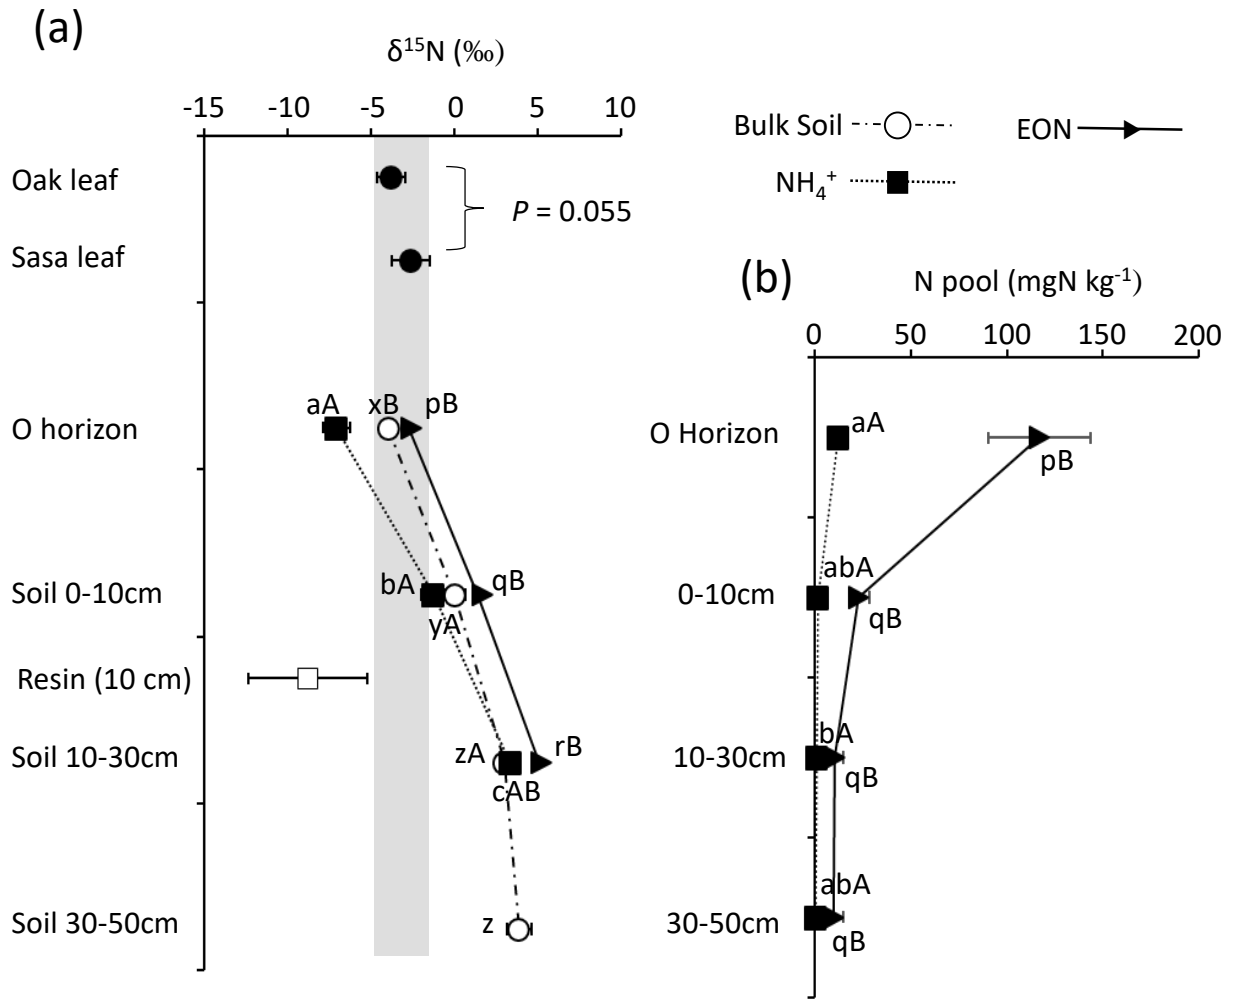 (a)
δ¹⁵N (‰)
-15 -10 -5 0 5 10
Bulk Soil
EON
NH₄⁺
Oak leaf
P = 0.055
Sasa leaf
(b)
N pool (mgN kg⁻¹)
0 50 100 150 200
aA xB pB
O horizon
O Horizon
aA
pB
Soil 0-10cm
bA
qB
yA
0-10cm
abA
qB
Resin (10 cm)
Soil 10-30cm
zA
rB
cAB
10-30cm
bA
qB
Soil 30-50cm
z
30-50cm
abA
qB